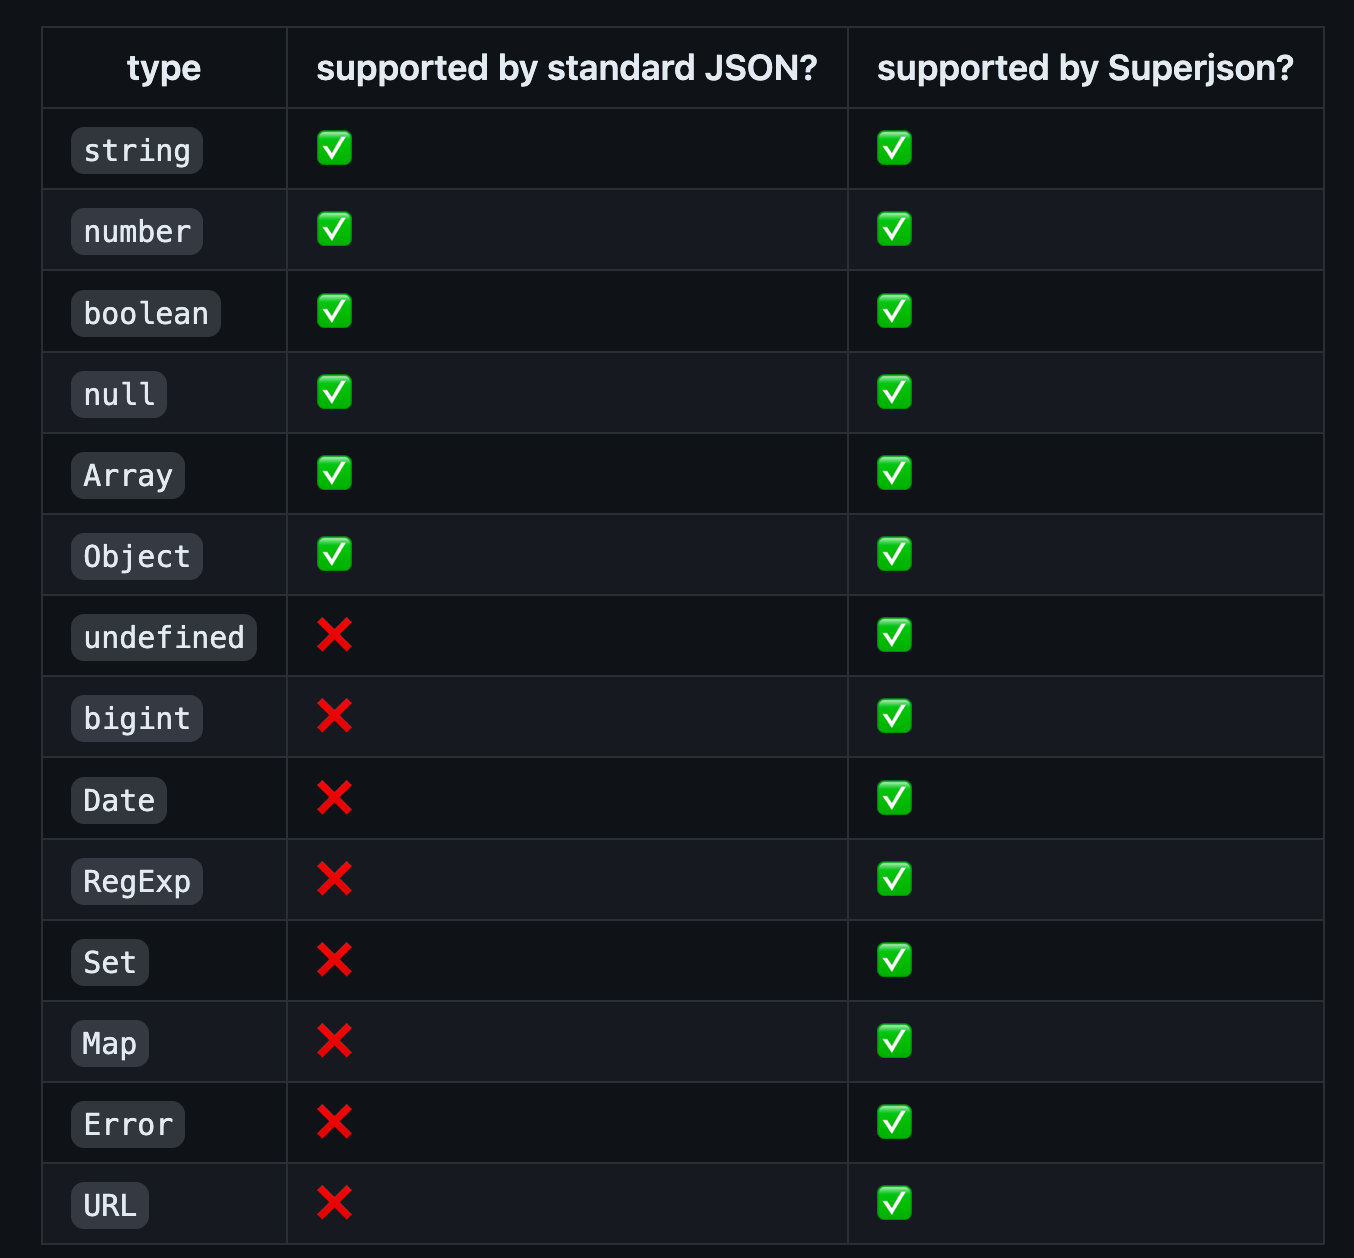 type supported by standard JSON? supported by Superjson?
string ✅ ✅
number ✅ ✅
boolean ✅ ✅
null ✅ ✅
Array ✅ ✅
Object ✅ ✅
undefined ❌ ✅
bigint ❌ ✅
Date ❌ ✅
RegExp ❌ ✅
Set ❌ ✅
Map ❌ ✅
Error ❌ ✅
URL ❌ ✅